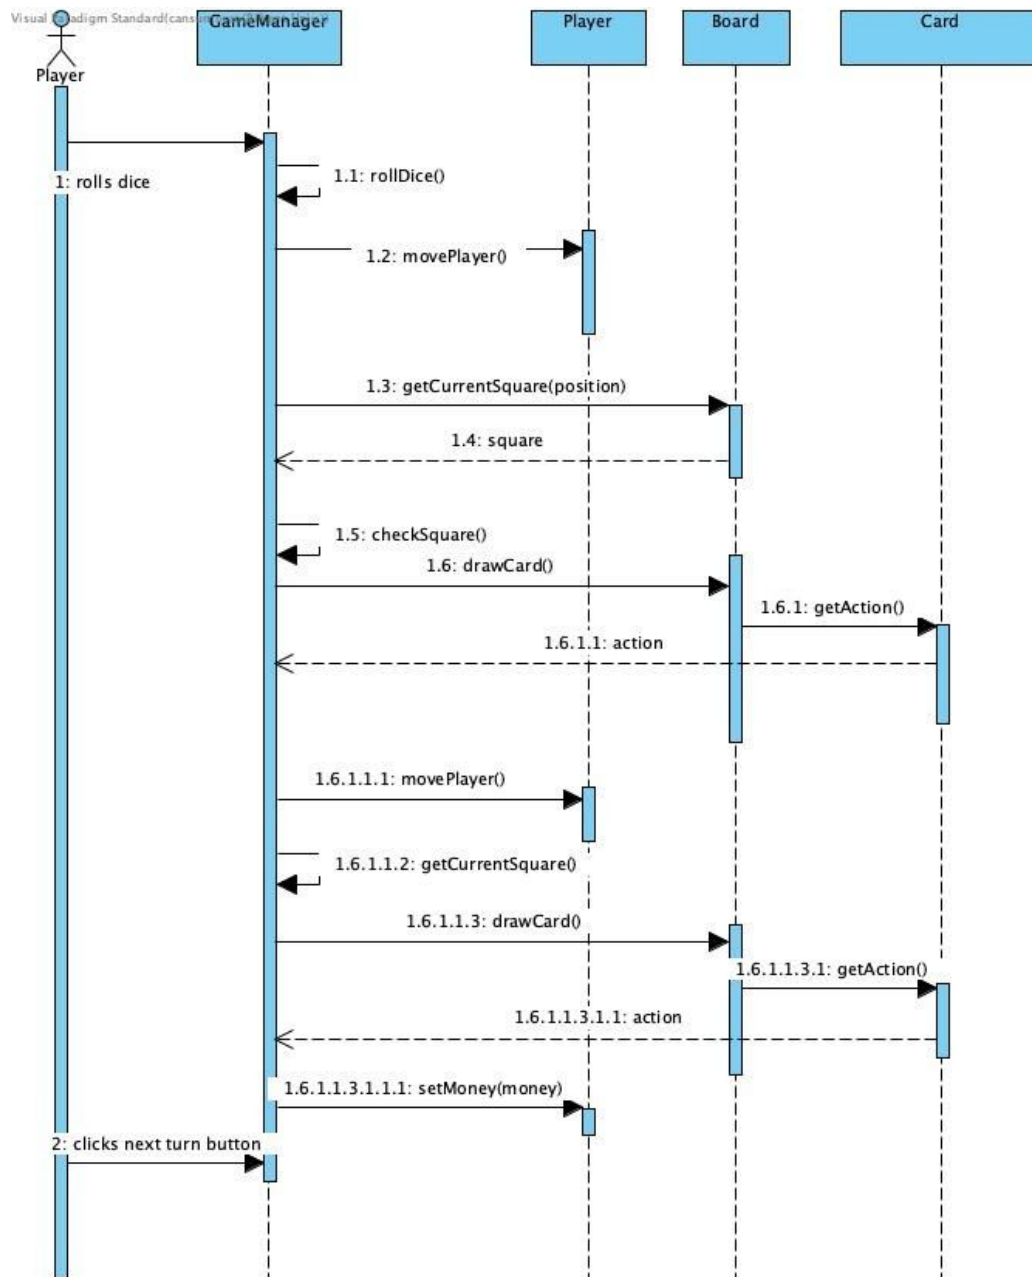 Visual Paradigm Standard(can
GameManager
Player
Board
Card
Player
1: rolls dice
1.1: rollDice()
1.2: movePlayer()
1.3: getCurrentSquare(position)
1.4: square
1.5: checkSquare()
1.6: drawCard()
1.6.1: getAction()
1.6.1.1: action
1.6.1.1.1: movePlayer()
1.6.1.1.2: getCurrentSquare()
1.6.1.1.3: drawCard()
1.6.1.1.3.1: getAction()
1.6.1.1.3.1.1: action
1.6.1.1.3.1.1.1: setMoney(money)
2: clicks next turn button